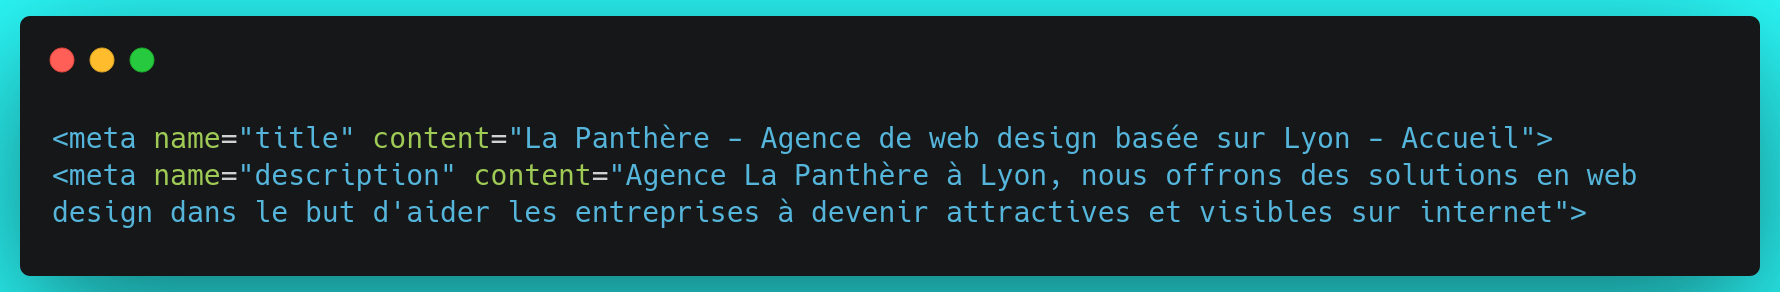 <meta name="title" content="La Panthère - Agence de web design basée sur Lyon - Accueil">
<meta name="description" content="Agence La Panthère à Lyon, nous offrons des solutions en web
design dans le but d'aider les entreprises à devenir attractives et visibles sur internet">